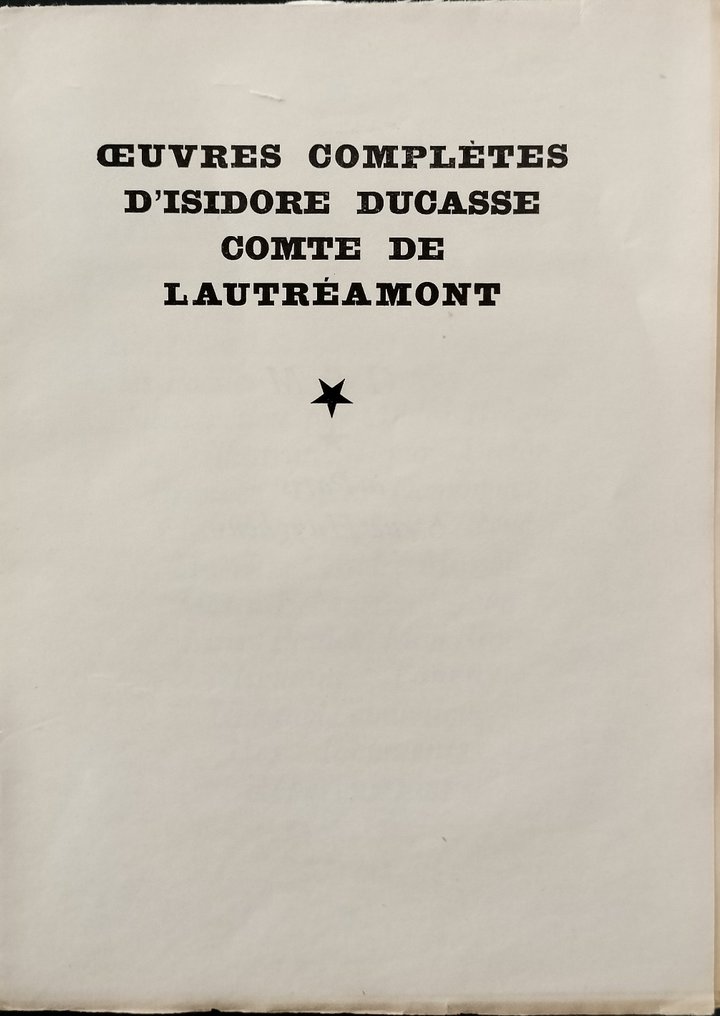 ŒUVRES COMPLÈTES
D'ISIDORE DUCASSE
COMTE DE
LAUTRÉAMONT